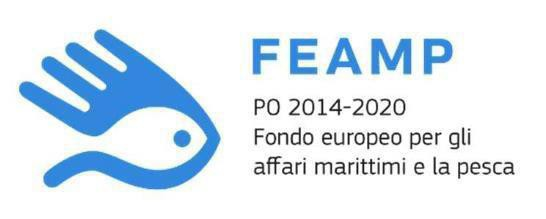 FEAMP
PO 2014-2020
Fondo europeo per gli
affari marittimi e la pesca